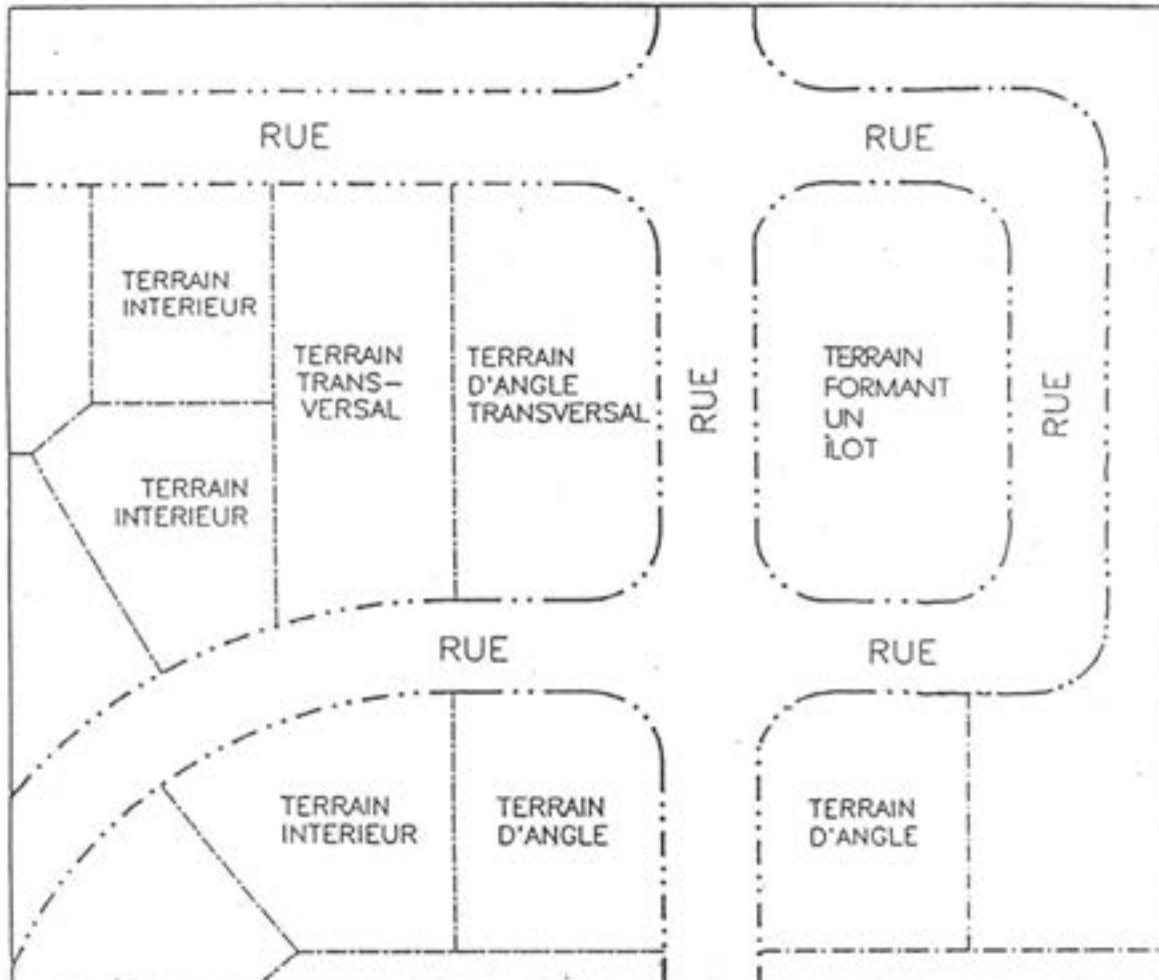 RUE
RUE
TERRAIN
INTERIEUR
TERRAIN
TRANS-
VERSAL
TERRAIN
D'ANGLE
TRANSVERSAL
RUE
TERRAIN
FORMANT
UN
ÎLOT
RUE
TERRAIN
INTERIEUR
RUE
RUE
TERRAIN
INTERIEUR
TERRAIN
D'ANGLE
TERRAIN
D'ANGLE